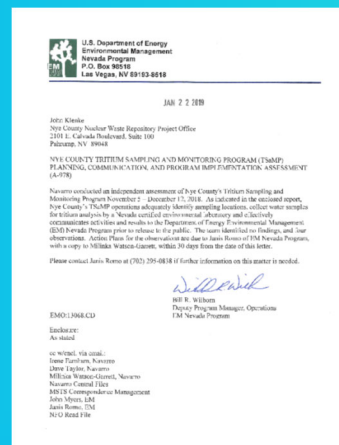 U.S. Department of Energy
Environmental Management
Nevada Program
P.O. Box 98518
Las Vegas, NV 89193-8518
EM
JAN 2 2 2019
John Klenke
Nye County Nuclear Waste Repository Project Office
2101 E. Calvada Boulevard, Suite 100
Pahrump, NV 89048
NYE COUNTY TRITIUM SAMPLING AND MONITORING PROGRAM (TSaMP)
PLANNING, COMMUNICATION, AND PROGRAM IMPLEMENTATION ASSESSMENT
(A-978)
Navarro conducted an independent assessment of Nye County's Tritium Sampling and
Monitoring Program November 5 – December 17, 2018. As indicated in the enclosed report,
Nye County's TSaMP operations adequately identify sampling locations, collect water samples
for tritium analysis by a Nevada certified environmental laboratory and effectively
communicates activities and results to the Department of Energy Environmental Management
(EM) Nevada Program prior to release to the public. The team identified no findings, and four
observations. Action Plans for the observations are due to Janis Romo of EM Nevada Program,
with a copy to Milinka Watson-Garrett, within 30 days from the date of this letter.
Please contact Janis Romo at (702) 295-0838 if further information on this matter is needed.
Bill R. Wilborn
Deputy Program Manager, Operations
EMO:13068.CD
EM Nevada Program
Enclosure:
As stated
cc w/encl. via email:
Irene Farnham, Navarro
Dave Taylor, Navarro
Milinka Watson-Garrett, Navarro
Navarro Central Files
MSTS Correspondence Management
John Myers, EM
Janis Romo, EM
NFO Read File